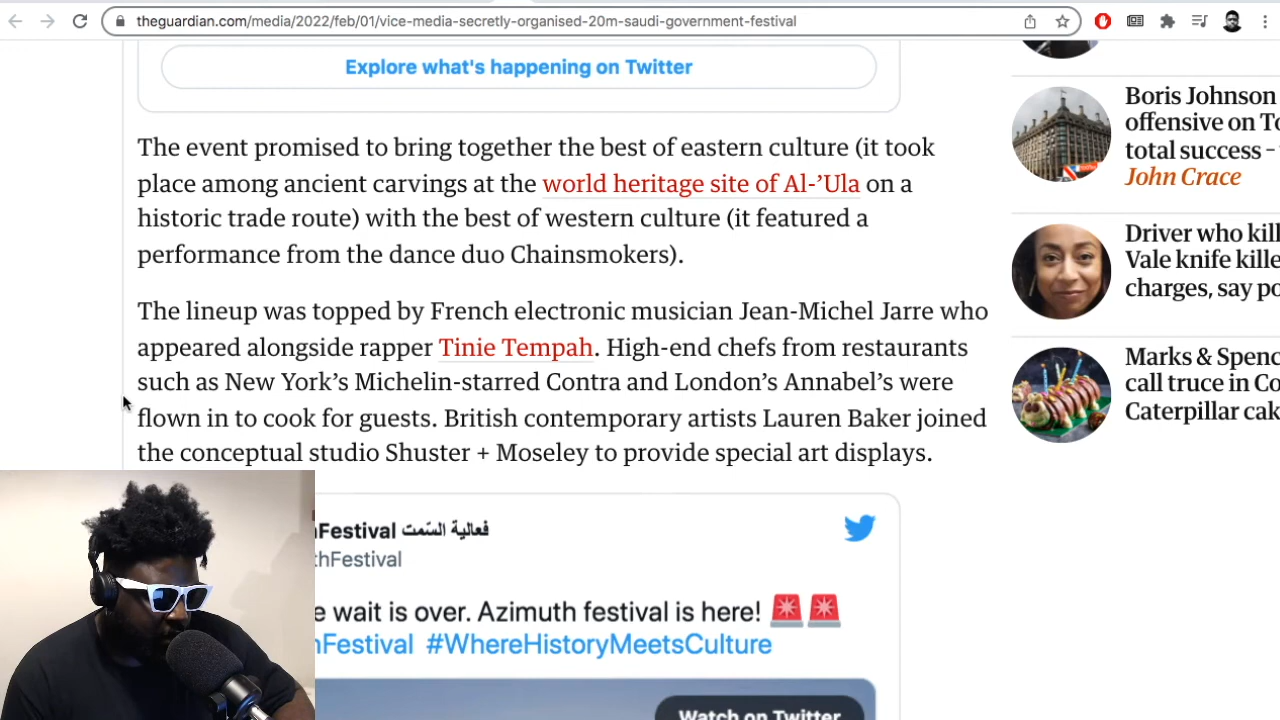 theguardian.com/media/2022/feb/01/vice-media-secretly-organised-20m-saudi-government-festival
Explore what's happening on Twitter
The event promised to bring together the best of eastern culture (it took
place among ancient carvings at the world heritage site of Al-’Ula on a
historic trade route) with the best of western culture (it featured a
performance from the dance duo Chainsmokers).
The lineup was topped by French electronic musician Jean-Michel Jarre who
appeared alongside rapper Tinie Tempah. High-end chefs from restaurants
such as New York’s Michelin-starred Contra and London’s Annabel’s were
flown in to cook for guests. British contemporary artists Lauren Baker joined
the conceptual studio Shuster + Moseley to provide special art displays.
Festival فعالية السّمت
thFestival
wait is over. Azimuth festival is here!
Festival #WhereHistoryMeetsCulture
Watch on Twitter
Boris Johnson
offensive on
total success –
John Crace
Driver who
Vale knife
charges, say
Marks &
call truce in
Caterpillar